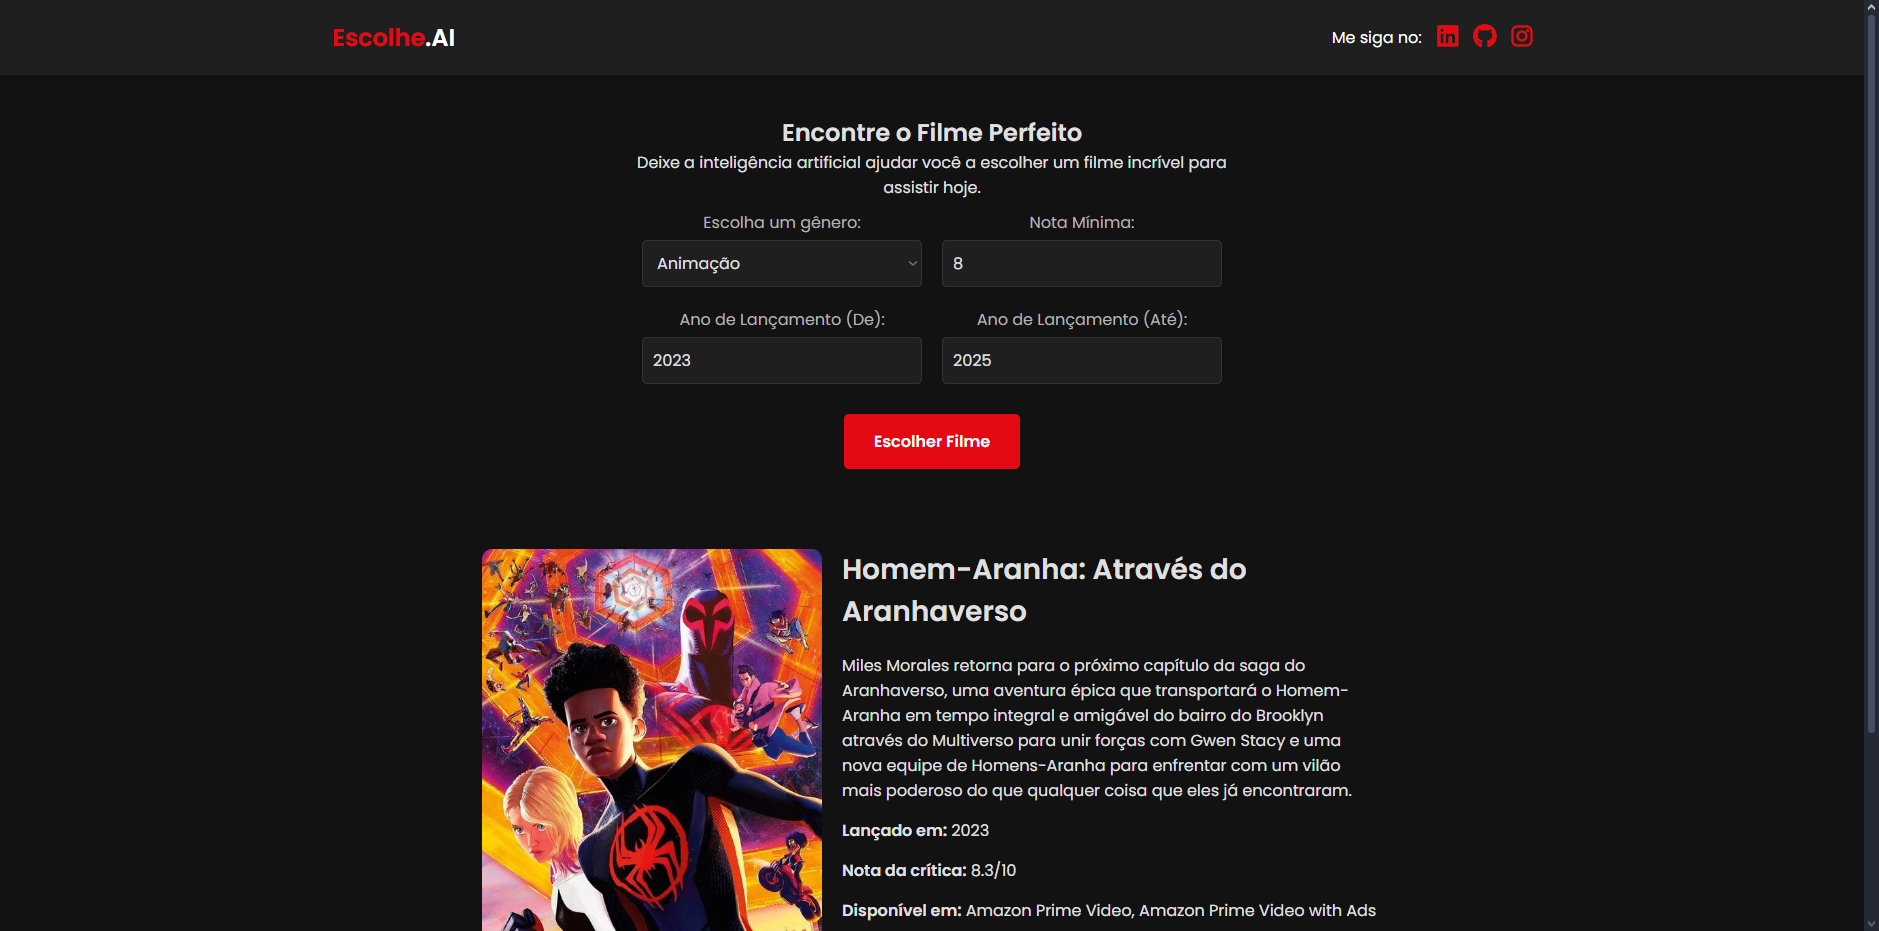 Escolhe.AI
Me siga no:
Encontre o Filme Perfeito
Deixe a inteligência artificial ajudar você a escolher um filme incrível para
assistir hoje.
Escolha um gênero:
Nota Mínima:
Animação
8
Ano de Lançamento (De):
Ano de Lançamento (Até):
2023
2025
Escolher Filme
Homem-Aranha: Através do
Aranhaverso
Miles Morales retorna para o próximo capítulo da saga do
Aranhaverso, uma aventura épica que transportará o Homem-
Aranha em tempo integral e amigável do bairro do Brooklyn
através do Multiverso para unir forças com Gwen Stacy e uma
nova equipe de Homens-Aranha para enfrentar com um vilão
mais poderoso do que qualquer coisa que eles já encontraram.
Lançado em: 2023
Nota da crítica: 8.3/10
Disponível em: Amazon Prime Video, Amazon Prime Video with Ads